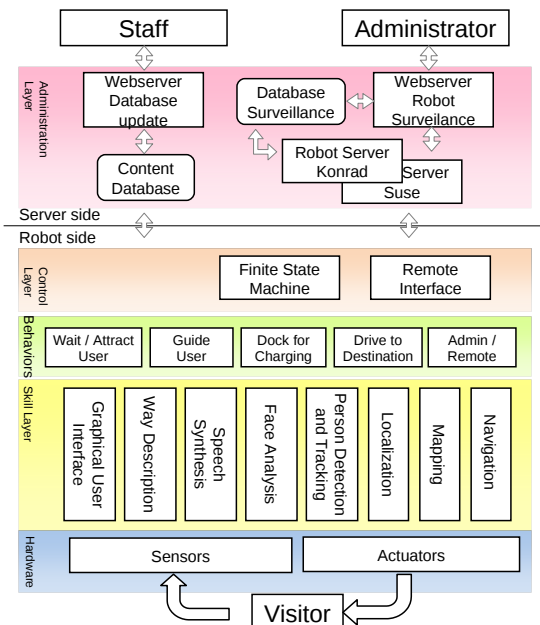 Staff
Administrator
Administration
Layer
Webserver
Database
update
Database
Surveillance
Webserver
Robot
Surveilance
Content
Database
Robot Server
Konrad
Server
Suse
Server side
Robot side
Control
Layer
Finite State
Machine
Remote
Interface
Behaviors
Wait / Attract
User
Guide
User
Dock for
Charging
Drive to
Destination
Admin /
Remote
Skill Layer
Graphical User
Interface
Way Description
Speech
Synthesis
Face Analysis
Person Detection
and Tracking
Localization
Mapping
Navigation
Hardware
Sensors
Actuators
Visitor